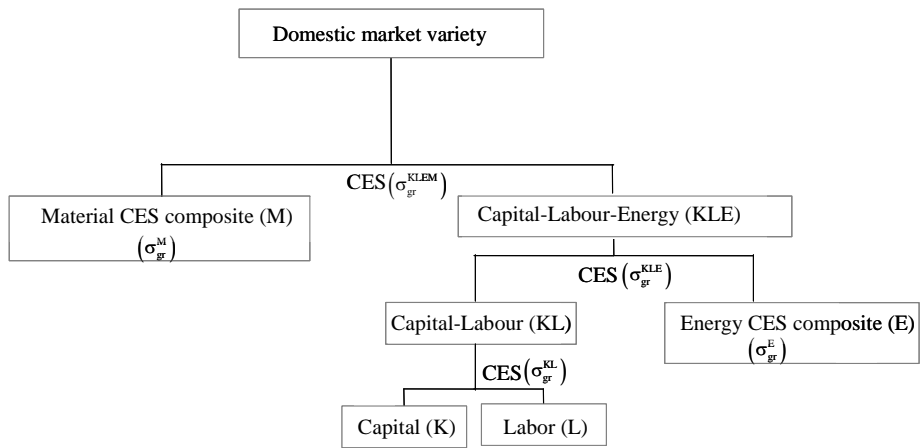 Domestic market variety
CES(σ_gr^KLEM)
Material CES composite (M)
(σ_gr^M)
Capital-Labour-Energy (KLE)
CES(σ_gr^KLE)
Capital-Labour (KL)
Energy CES composite (E)
(σ_gr^E)
CES(σ_gr^KL)
Capital (K)
Labor (L)